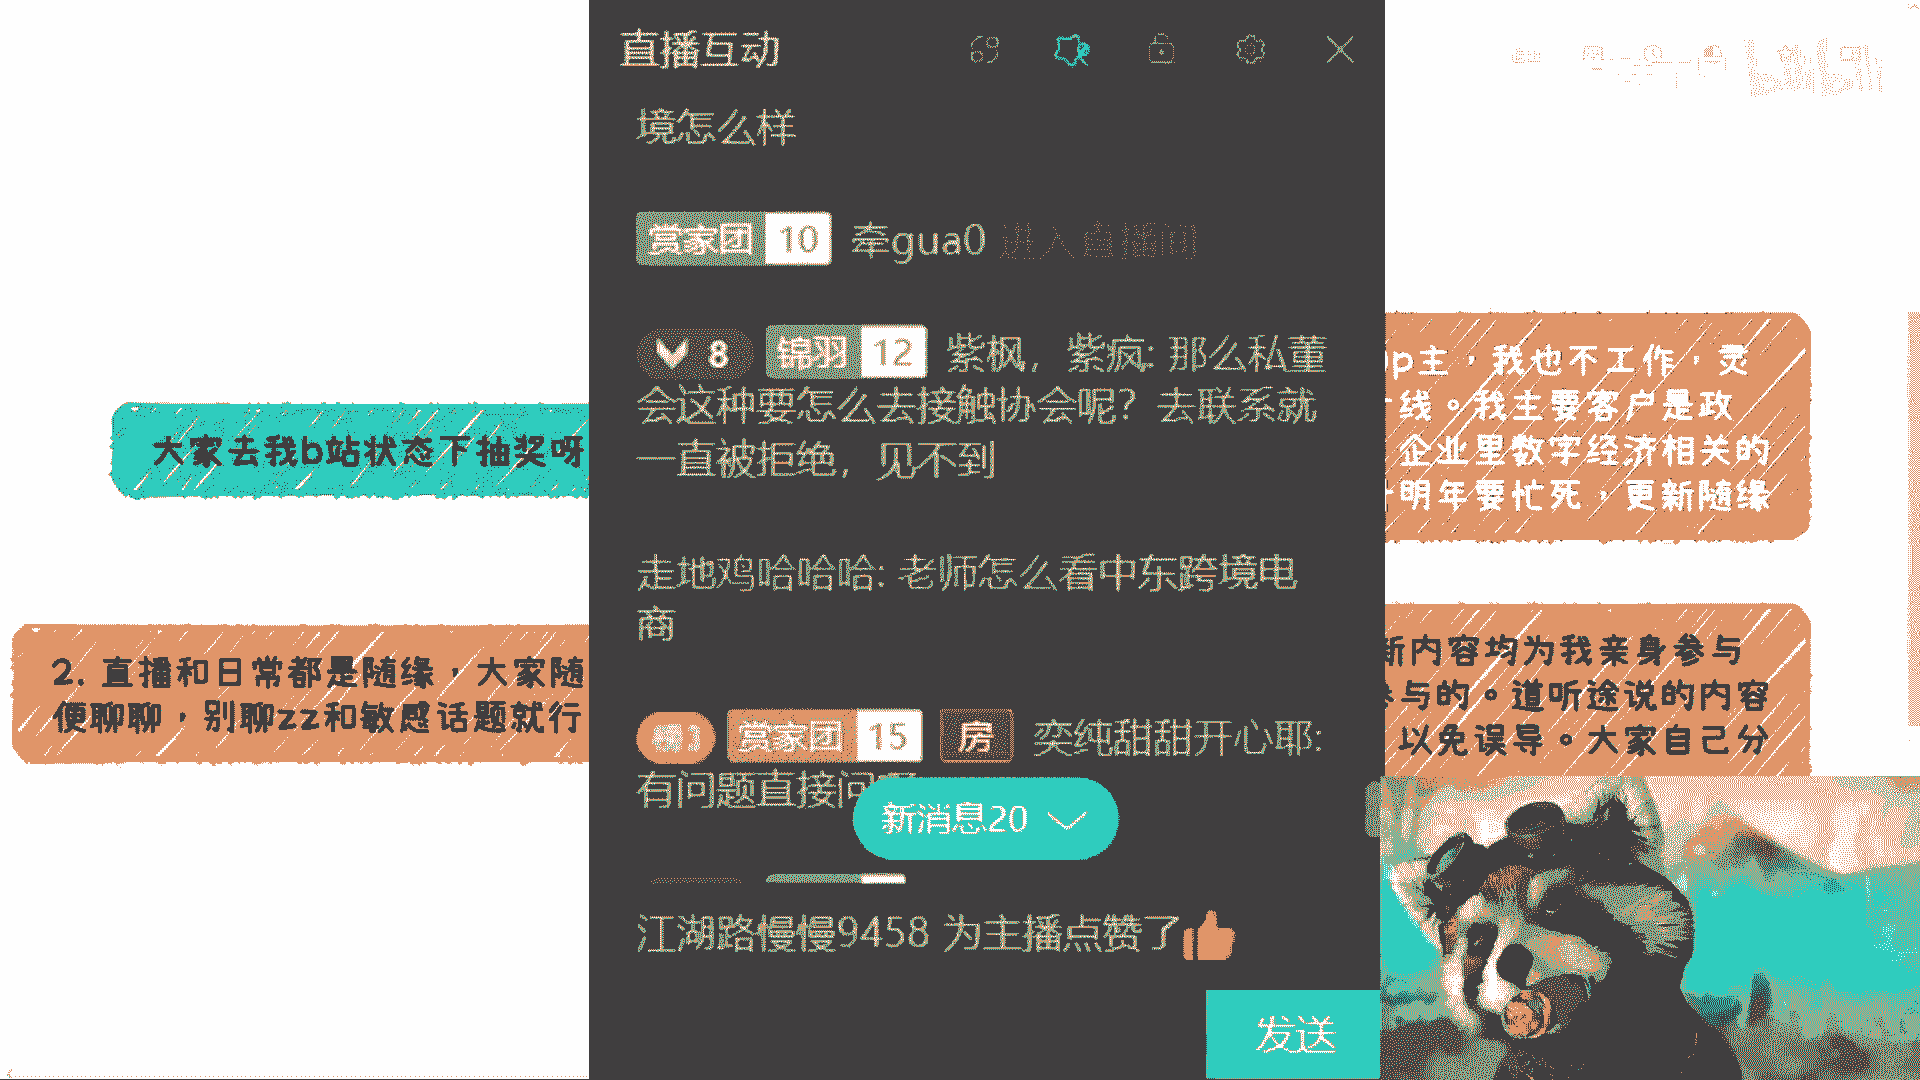 直播互动
bilibili
境怎么样
赏家团 10 牵gua0 进入直播间
8 锦羽 12 紫枫，紫疯: 那么私董
会这种要怎么去接触协会呢？去联系就
一直被拒绝，见不到
走地鸡哈哈哈: 老师怎么看中东跨境电
商
赏家团 15 房 奕纯甜甜开心耶:
有问题直接问
新消息20
江湖路慢慢9458 为主播点赞了
发送
大家去我b站状态下抽奖呀
2. 直播和日常都是随缘，大家随
便聊聊，别聊zz和敏感话题就行
p主，我也不工作，灵
线。我主要客户是政
企业里数字经济相关的
明年要忙死，更新随缘
新内容均为我亲身参与
参与的。道听途说的内容
以免误导。大家自己分